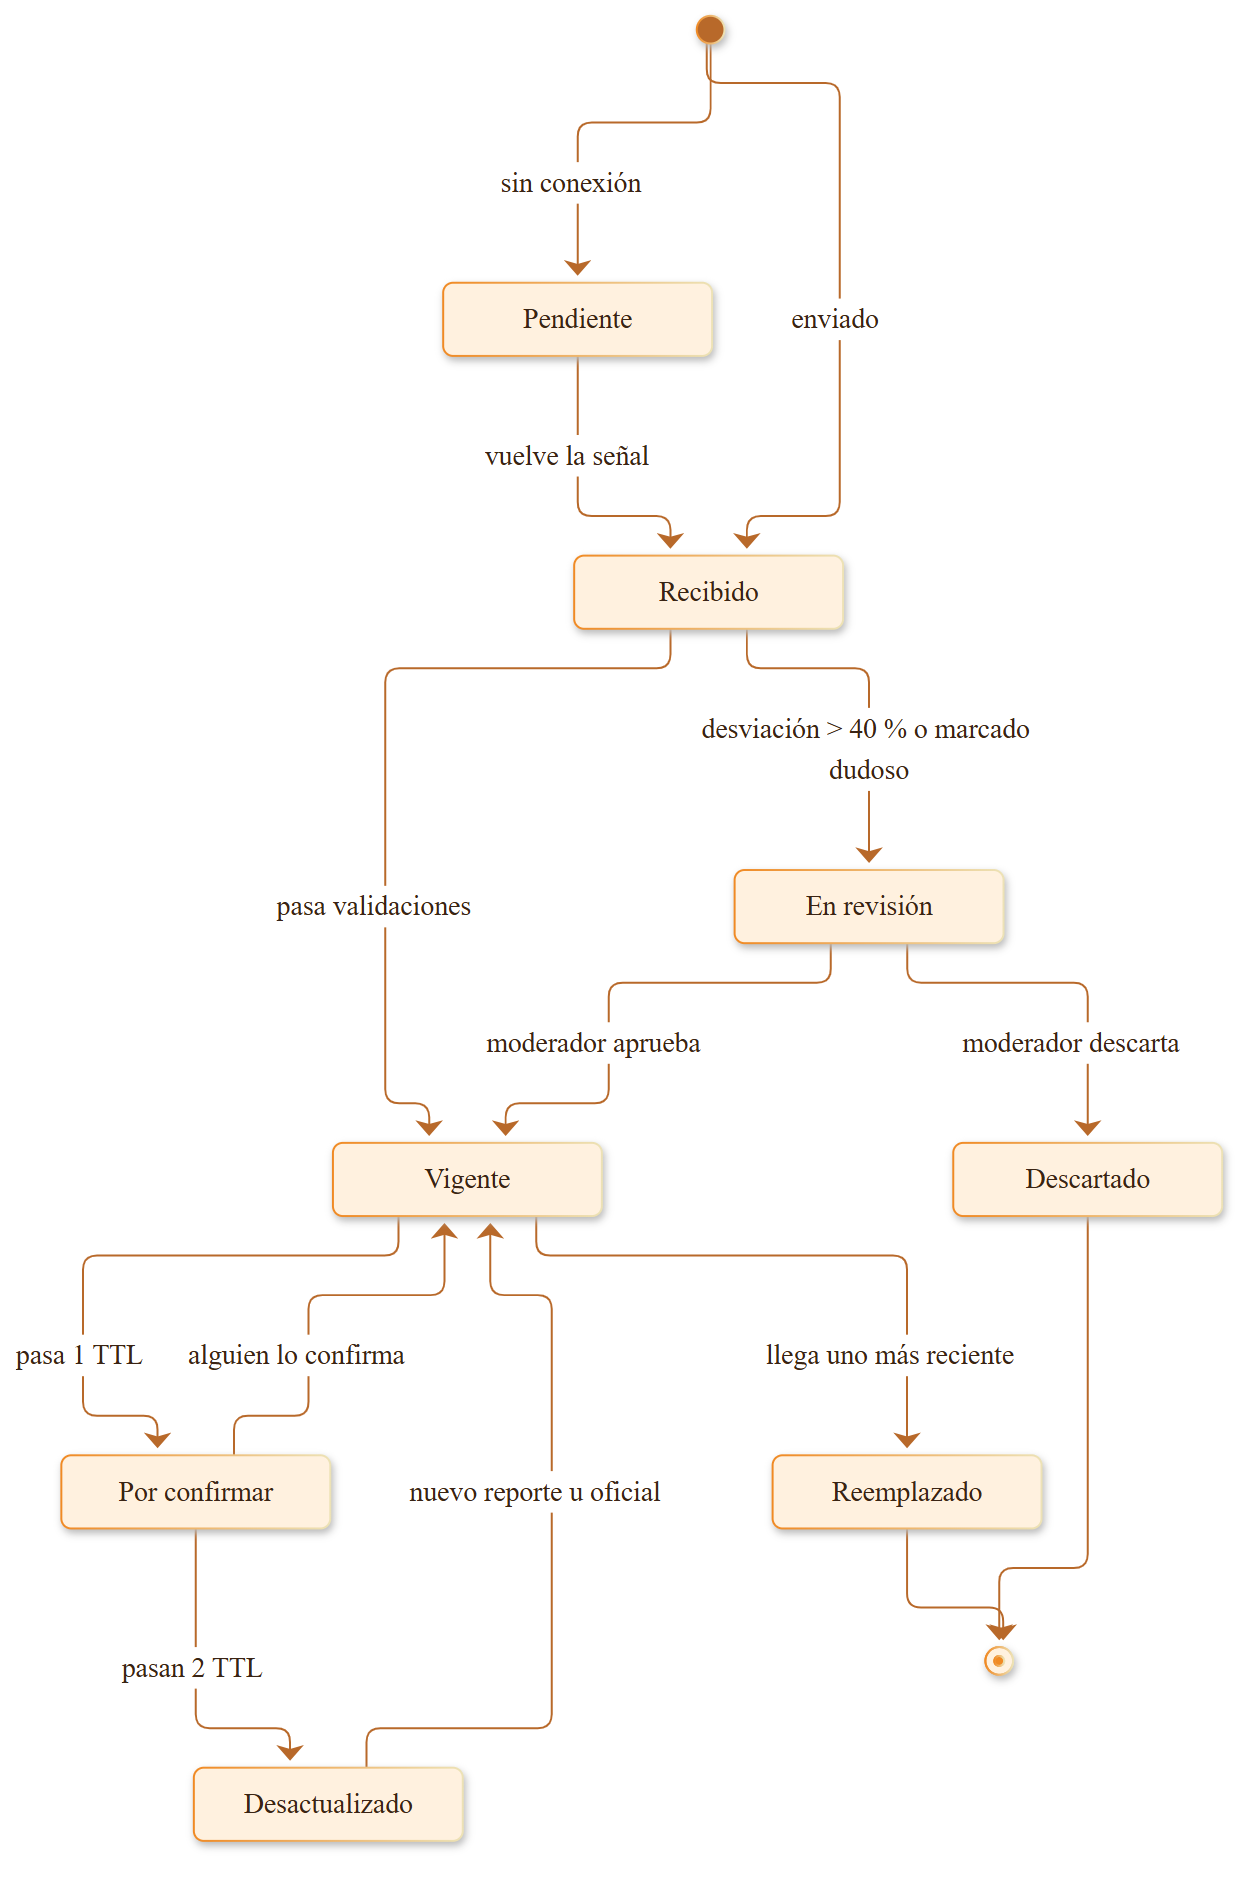 sin conexión
Pendiente
enviado
vuelve la señal
Recibido
desviación > 40 % o marcado
dudoso
pasa validaciones
En revisión
moderador aprueba
moderador descarta
Vigente
Descartado
pasa 1 TTL
alguien lo confirma
llega uno más reciente
Por confirmar
nuevo reporte u oficial
Reemplazado
pasan 2 TTL
Desactualizado